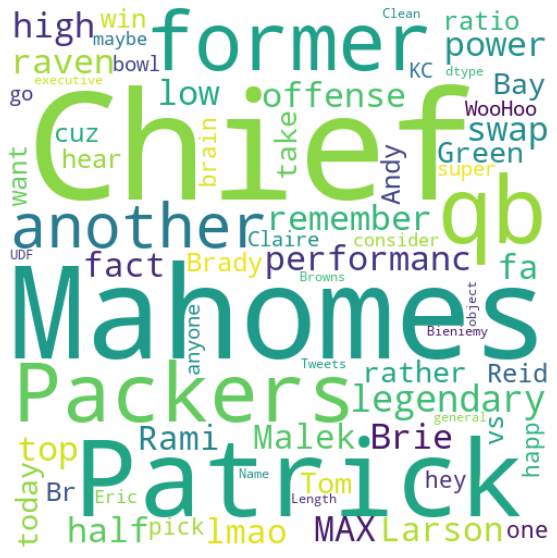 Clean
high win maybe former ratio power
raven bowl KC dtype
executive
go low offense Bay
Chief WooHoo
cuz swap
want hear brain take Andy Green
super
another remember qb
Claire consider
fact Brady performanc fa
UDF Browns
Mahomes object
anyone Bieniemy
Packers Tweets rather Reid
legendary
general
top Rami Malek Brie vs happy
Patrick
today Br Eric Name Tom Length hey
half pick lmao MAX Larson one